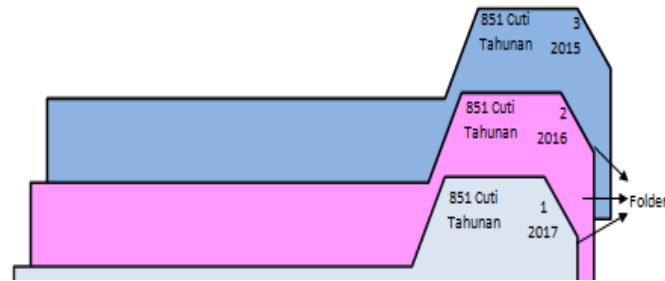 851 Cuti 3
Tahunan 2015
851 Cuti 2
Tahunan 2016
Folder
851 Cuti 1
Tahunan 2017